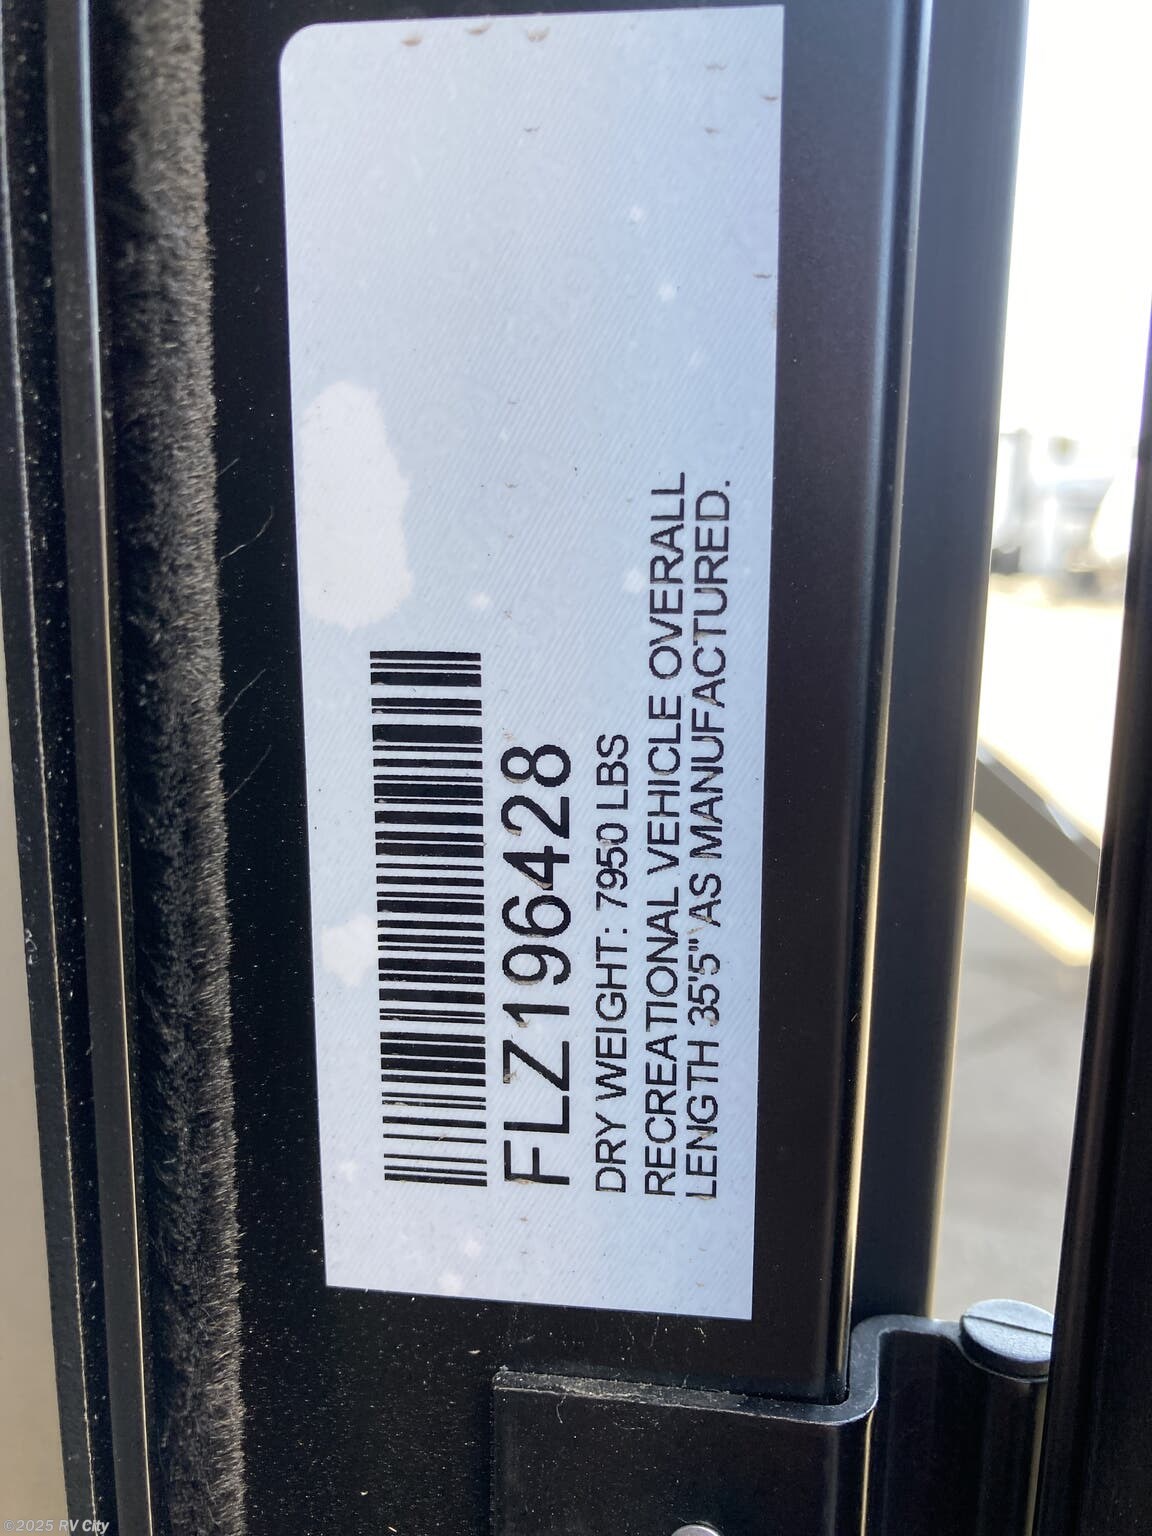 FLZ196428
DRY WEIGHT: 7950 LBS
RECREATIONAL VEHICLE OVERALL
LENGTH 35'5" AS MANUFACTURED.
©2025 RV City